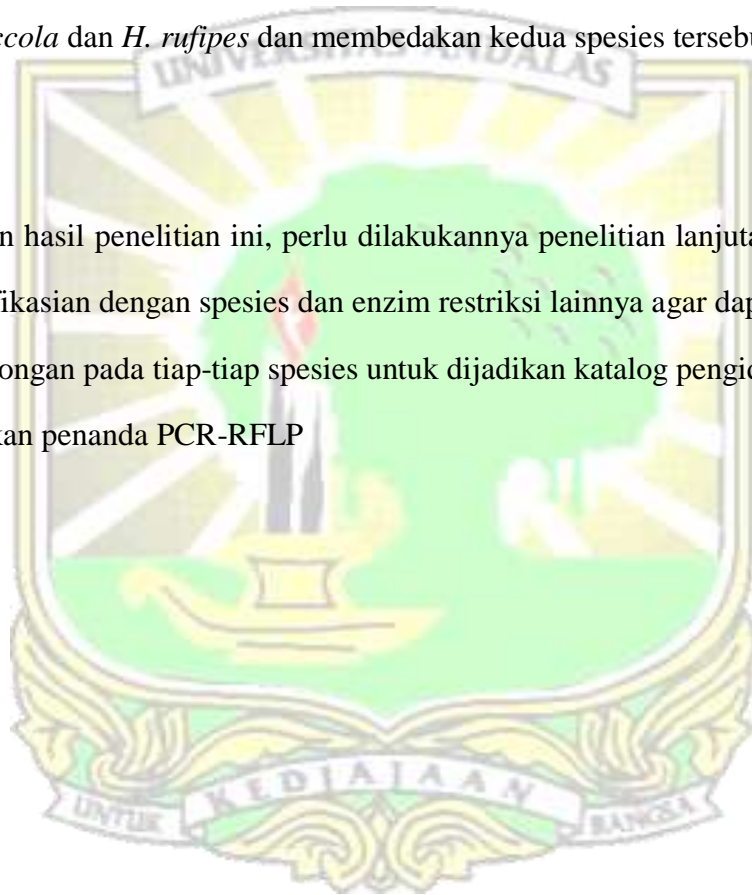 ccola dan H. rufipes dan membedakan kedua spesies tersebu
UNIVERSITAS ANDALAS
n hasil penelitian ini, perlu dilakukannya penelitian lanjuta
fikasian dengan spesies dan enzim restriksi lainnya agar dap
ongan pada tiap-tiap spesies untuk dijadikan katalog pengid
kan penanda PCR-RFLP
UNTUK KEDJAJAAN BANGSA